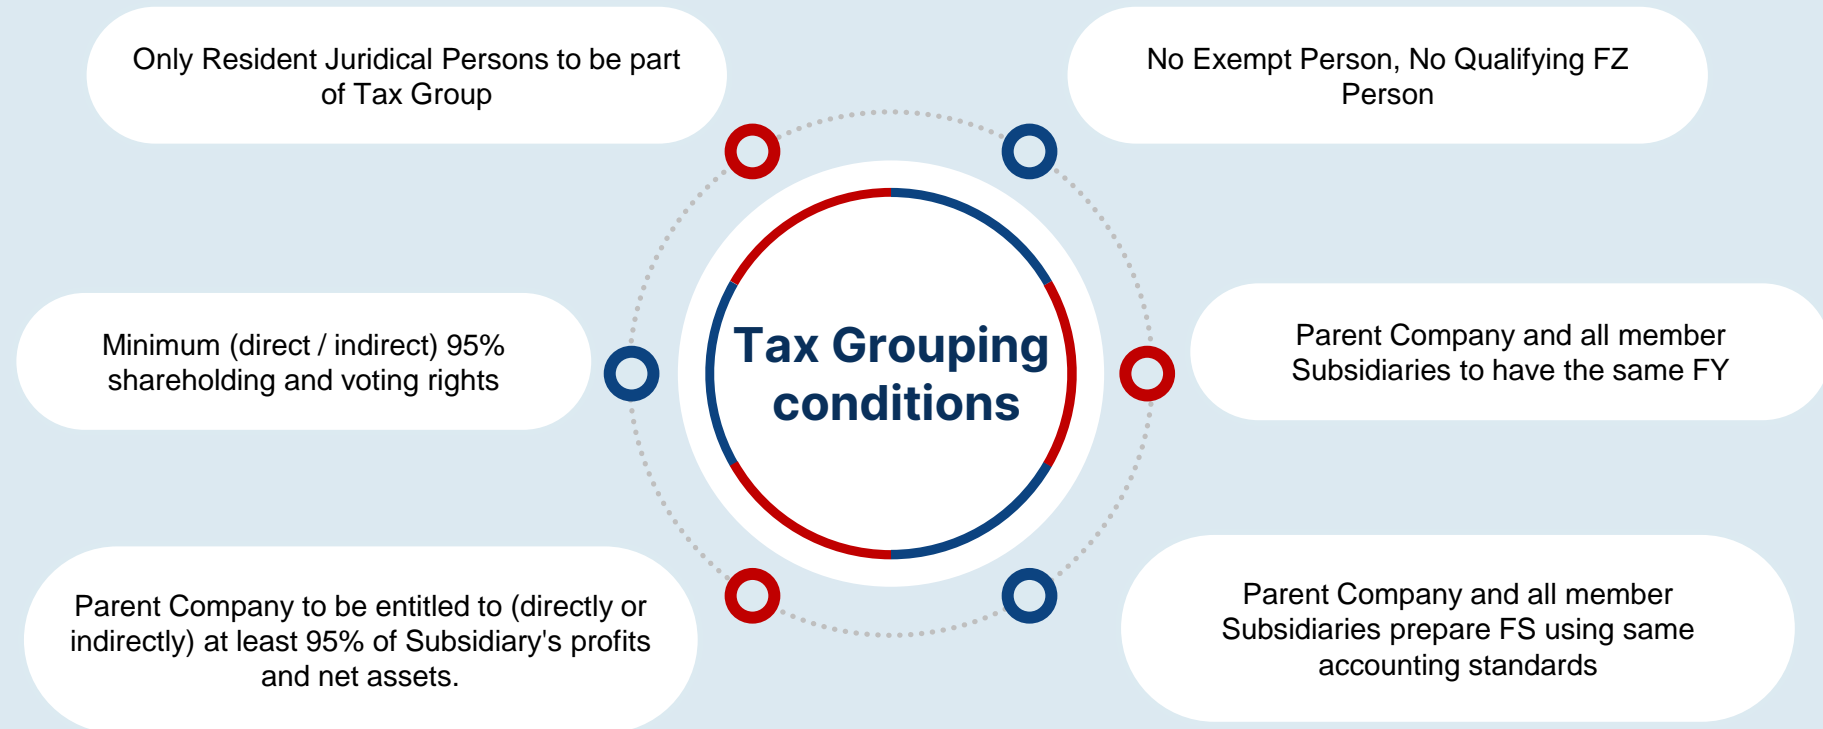 Only Resident Juridical Persons to be part
of Tax Group
No Exempt Person, No Qualifying FZ
Person
Minimum (direct / indirect) 95%
shareholding and voting rights
Tax Grouping
conditions
Parent Company and all member
Subsidiaries to have the same FY
Parent Company to be entitled to (directly or
indirectly) at least 95% of Subsidiary's profits
and net assets.
Parent Company and all member
Subsidiaries prepare FS using same
accounting standards